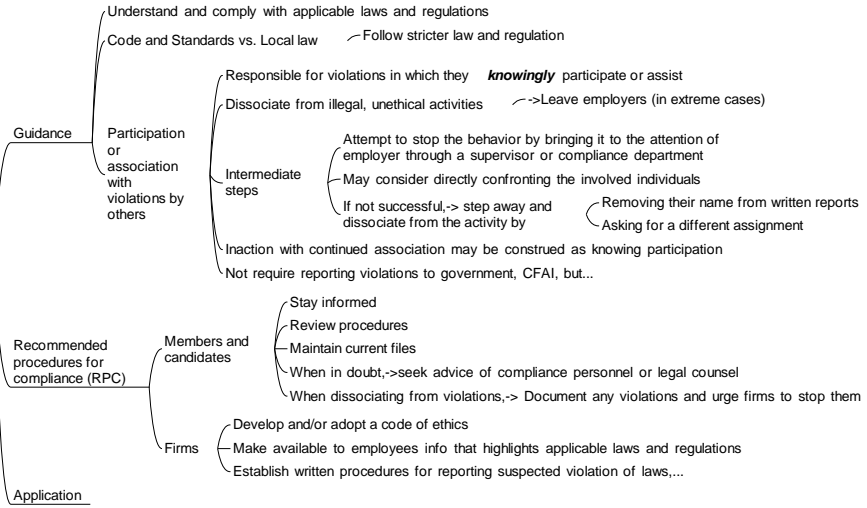 Guidance
Understand and comply with applicable laws and regulations
Code and Standards vs. Local law
Follow stricter law and regulation
Participation
or
association
with
violations by
others
Responsible for violations in which they knowingly participate or assist
Dissociate from illegal, unethical activities
->Leave employers (in extreme cases)
Intermediate
steps
Attempt to stop the behavior by bringing it to the attention of
employer through a supervisor or compliance department
May consider directly confronting the involved individuals
If not successful,-> step away and
dissociate from the activity by
Removing their name from written reports
Asking for a different assignment
Inaction with continued association may be construed as knowing participation
Not require reporting violations to government, CFAI, but...
Recommended
procedures for
compliance (RPC)
Members and
candidates
Stay informed
Review procedures
Maintain current files
When in doubt,->seek advice of compliance personnel or legal counsel
When dissociating from violations,-> Document any violations and urge firms to stop them
Firms
Develop and/or adopt a code of ethics
Make available to employees info that highlights applicable laws and regulations
Establish written procedures for reporting suspected violation of laws,...
Application